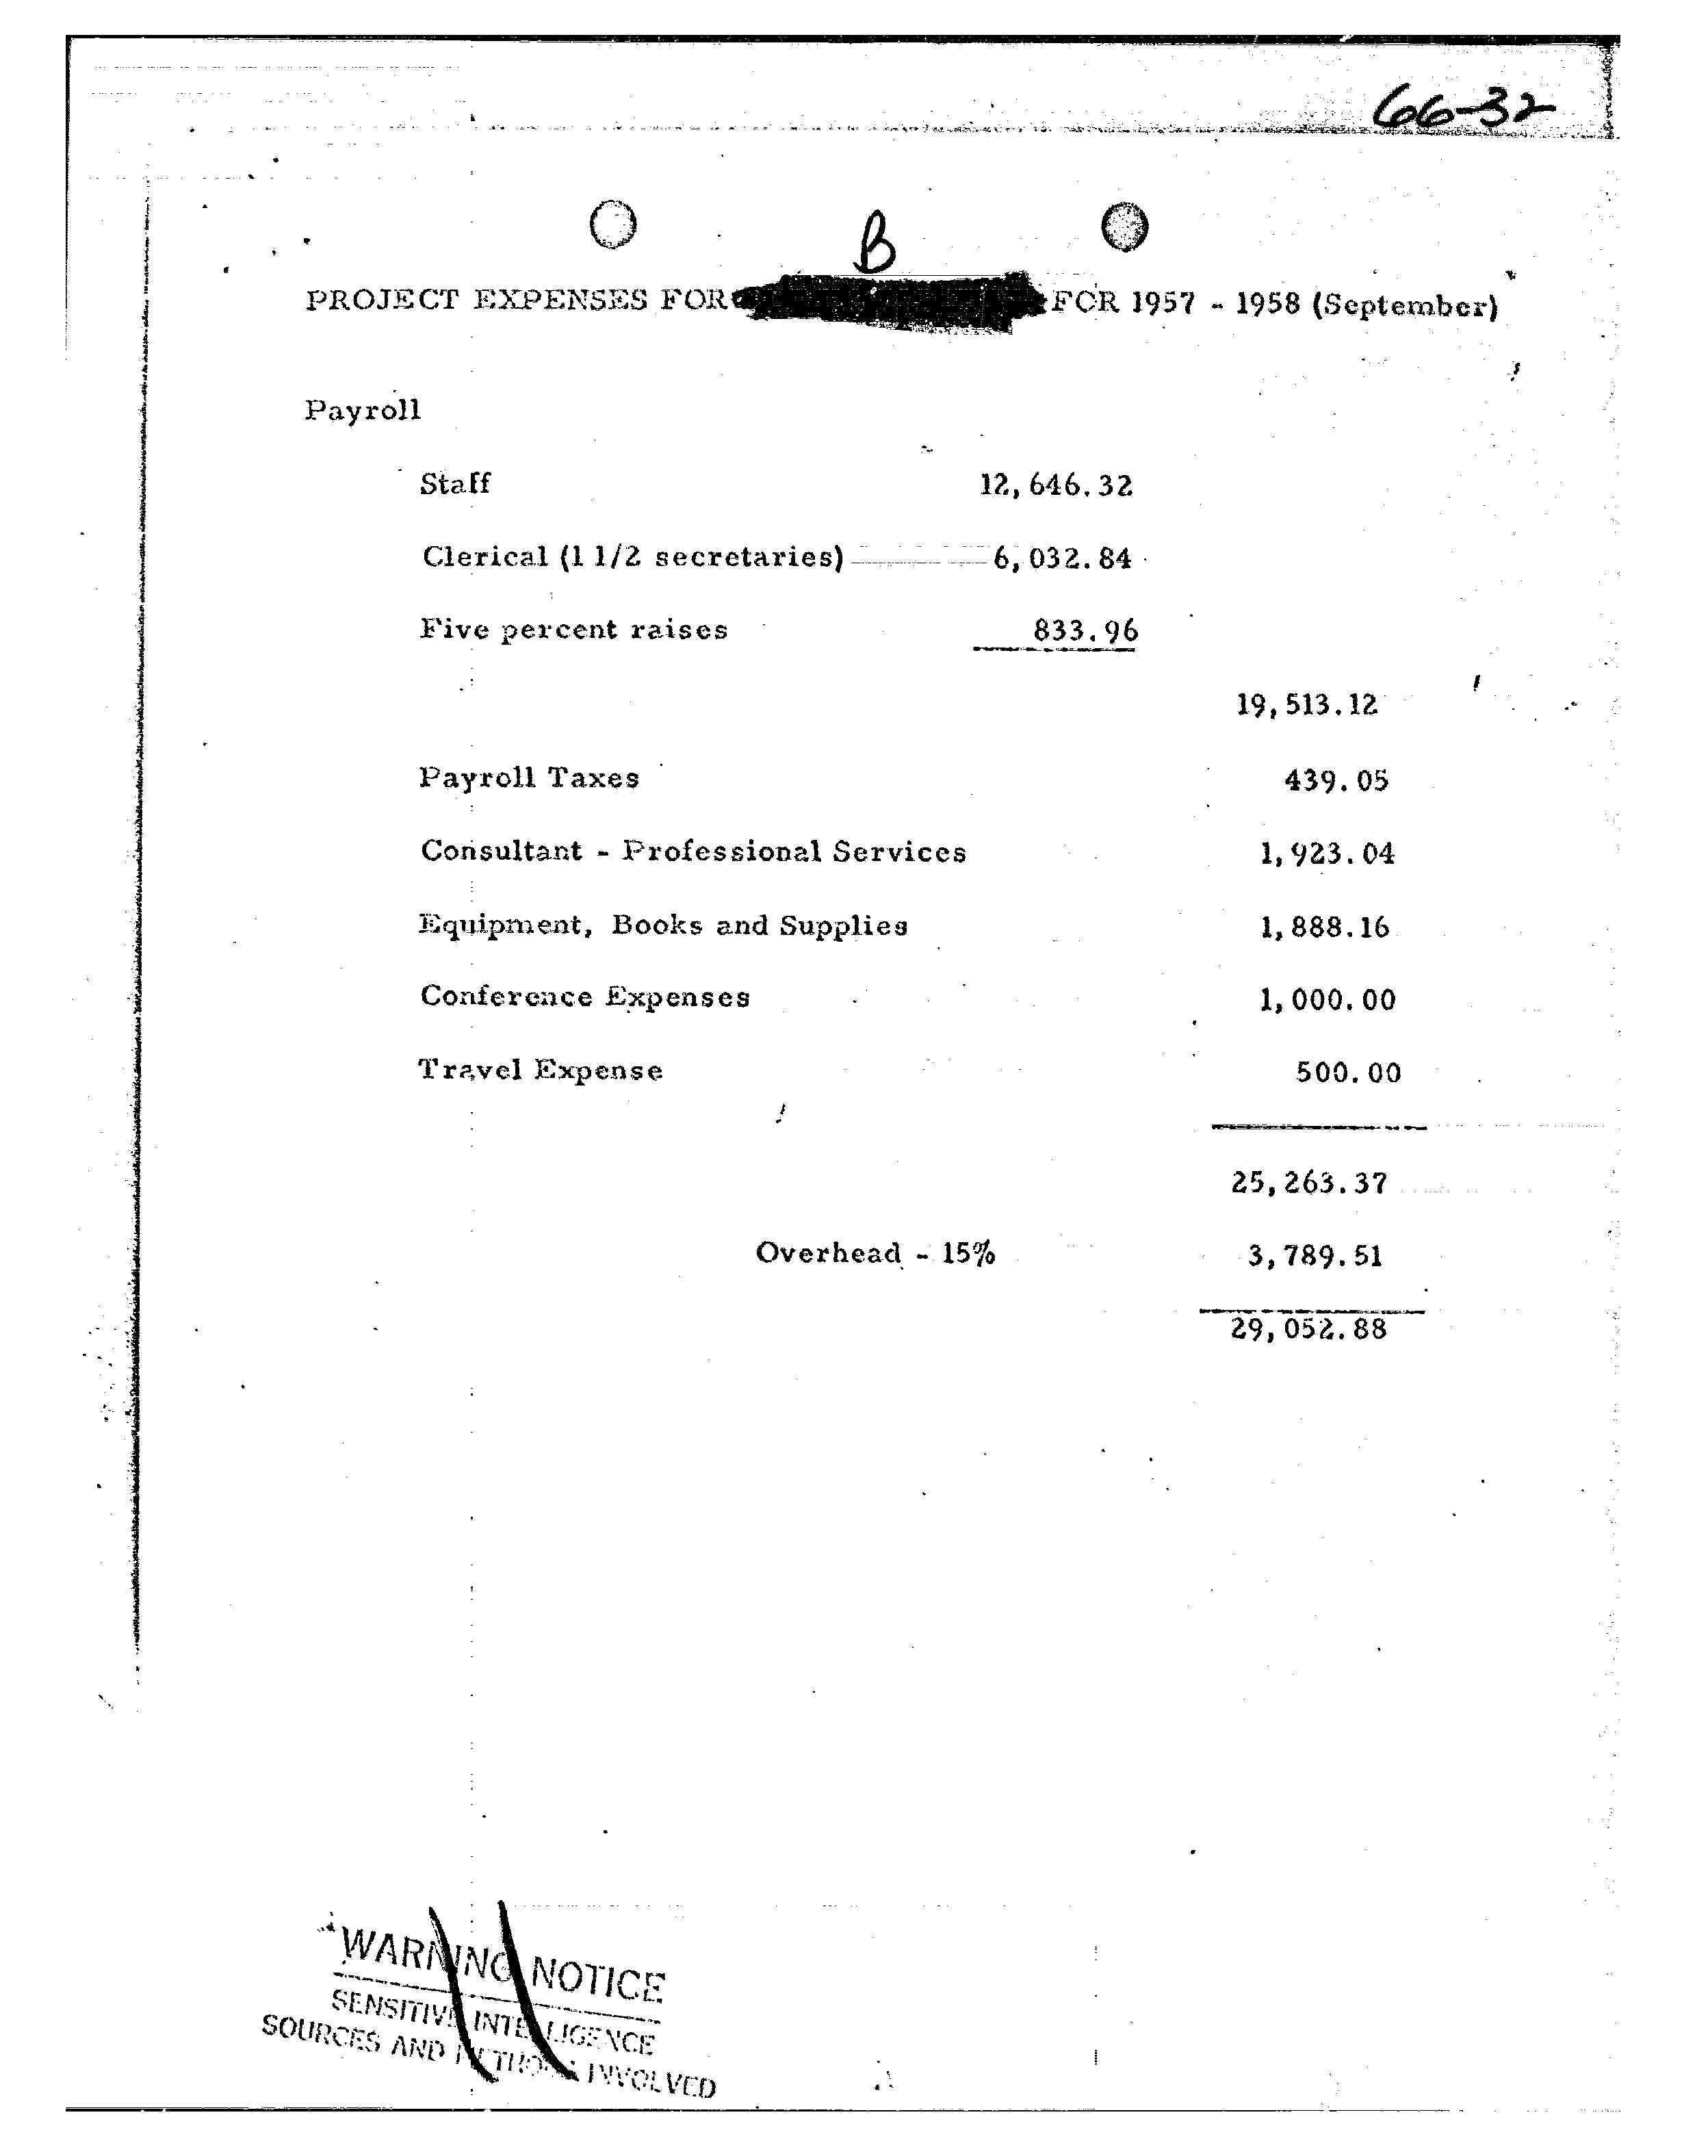 66-32
B
PROJECT EXPENSES FOR FOR 1957 - 1958 (September)
Payroll
Staff 12,646.32
Clerical (1 1/2 secretaries) 6,032.84
Five percent raises 833.96
19,513.12
Payroll Taxes 439.05
Consultant - Professional Services 1,923.04
Equipment, Books and Supplies 1,888.16
Conference Expenses 1,000.00
Travel Expense 500.00
25,263.37
Overhead - 15% 3,789.51
29,052.88
WARNING NOTICE
SENSITIVE INTELLIGENCE
SOURCES AND METHODS INVOLVED